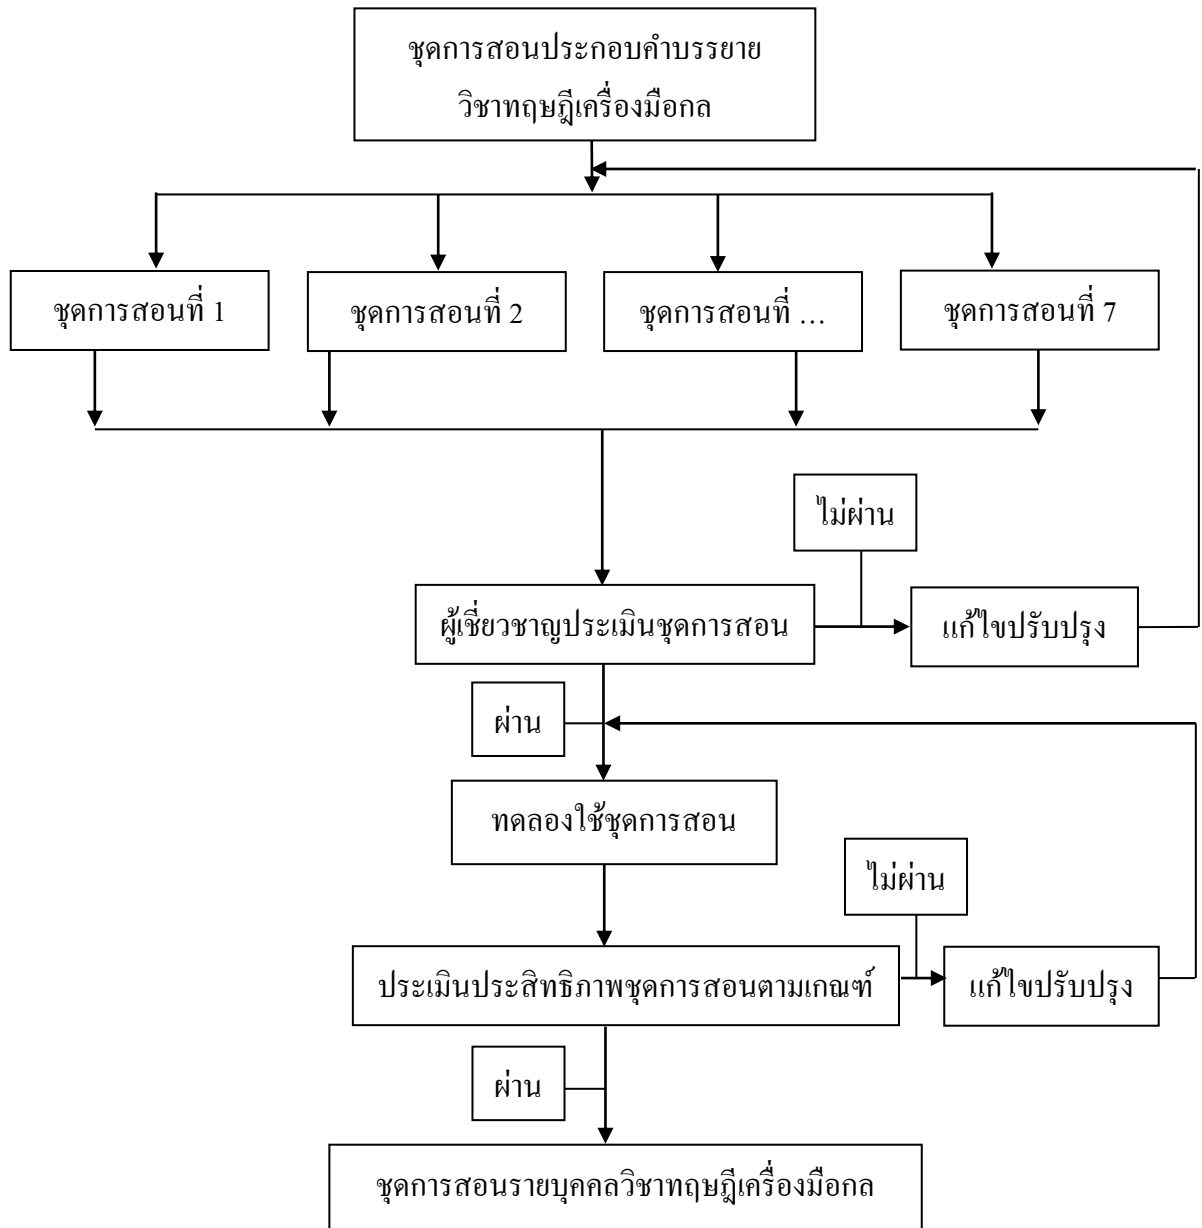 ชุดการสอนประกอบคำบรรยาย
วิชาทฤษฎีเครื่องมือกล
ชุดการสอนที่ 1
ชุดการสอนที่ 2
ชุดการสอนที่ ...
ชุดการสอนที่ 7
ไม่ผ่าน
ผู้เชี่ยวชาญประเมินชุดการสอน
แก้ไขปรับปรุง
ผ่าน
ทดลองใช้ชุดการสอน
ไม่ผ่าน
ประเมินประสิทธิภาพชุดการสอนตามเกณฑ์
แก้ไขปรับปรุง
ผ่าน
ชุดการสอนรายบุคคลวิชาทฤษฎีเครื่องมือกล